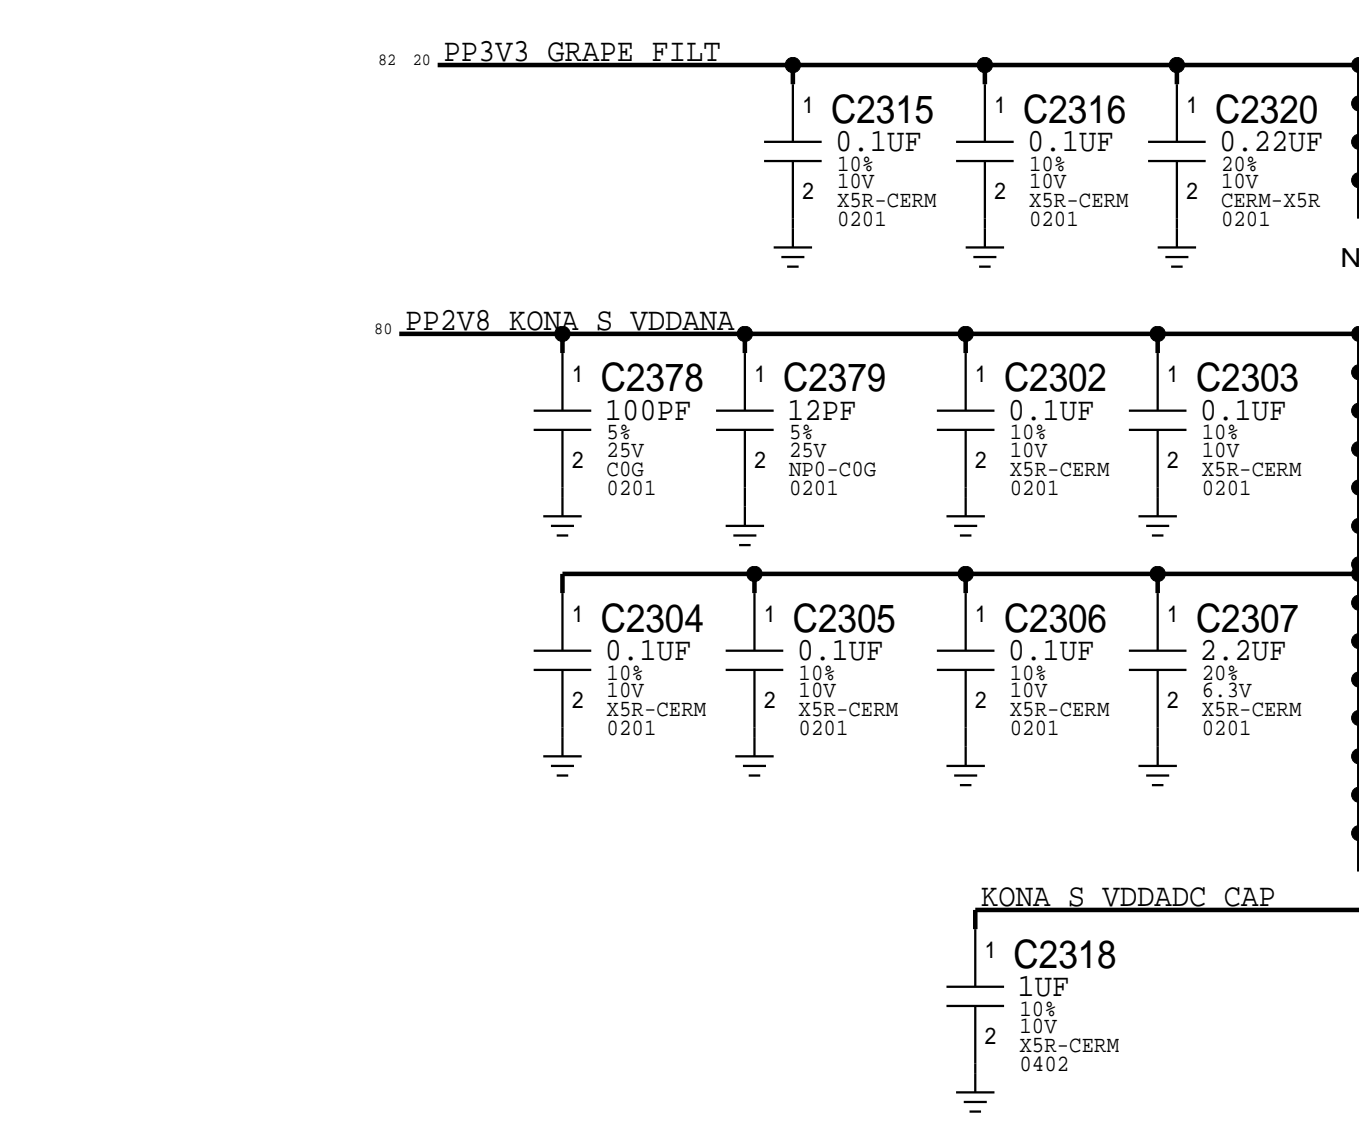 82 20 PP3V3 GRAPE FILT
1 C2315
0.1UF
10%
10V
2 X5R-CERM
0201
1 C2316
0.1UF
10%
10V
2 X5R-CERM
0201
1 C2320
0.22UF
20%
10V
2 CERM-X5R
0201
N
80 PP2V8 KONA S VDDANA
1 C2378
100PF
5%
25V
2 C0G
0201
1 C2379
12PF
5%
25V
2 NP0-C0G
0201
1 C2302
0.1UF
10%
10V
2 X5R-CERM
0201
1 C2303
0.1UF
10%
10V
2 X5R-CERM
0201
1 C2304
0.1UF
10%
10V
2 X5R-CERM
0201
1 C2305
0.1UF
10%
10V
2 X5R-CERM
0201
1 C2306
0.1UF
10%
10V
2 X5R-CERM
0201
1 C2307
2.2UF
20%
6.3V
2 X5R-CERM
0201
KONA S VDDADC CAP
1 C2318
1UF
10%
10V
2 X5R-CERM
0402